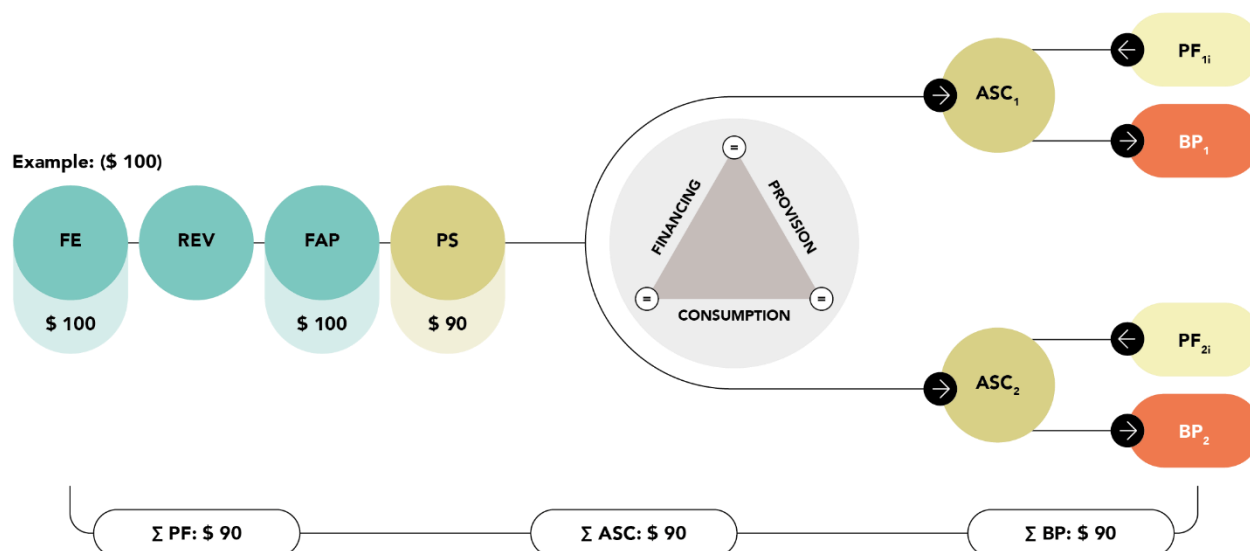 Example: ($ 100)
FE
REV
FAP
PS
$ 100
$ 100
$ 90
FINANCING
PROVISION
CONSUMPTION
=
=
=
ASC₁
PF₁ᵢ
BP₁
ASC₂
PF₂ᵢ
BP₂
∑ PF: $ 90
∑ ASC: $ 90
∑ BP: $ 90